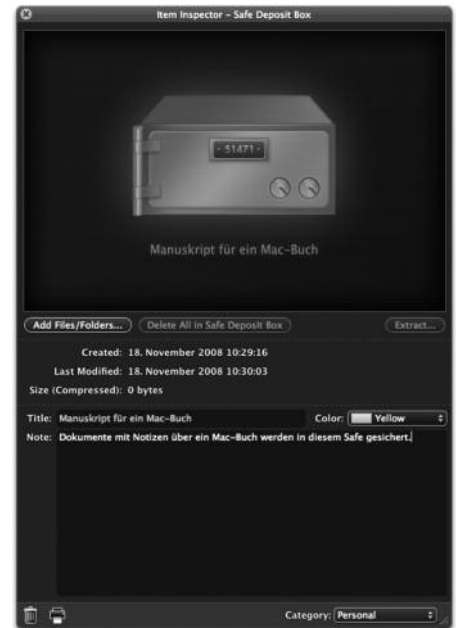 Item Inspector – Safe Deposit Box
51471
Manuskript für ein Mac-Buch
Add Files/Folders... Delete All in Safe Deposit Box Extract...
Created: 18. November 2008 10:29:16
Last Modified: 18. November 2008 10:30:03
Size (Compressed): 0 bytes
Title: Manuskript für ein Mac-Buch Color: Yellow
Note: Dokumente mit Notizen über ein Mac-Buch werden in diesem Safe gesichert.
Category: Personal